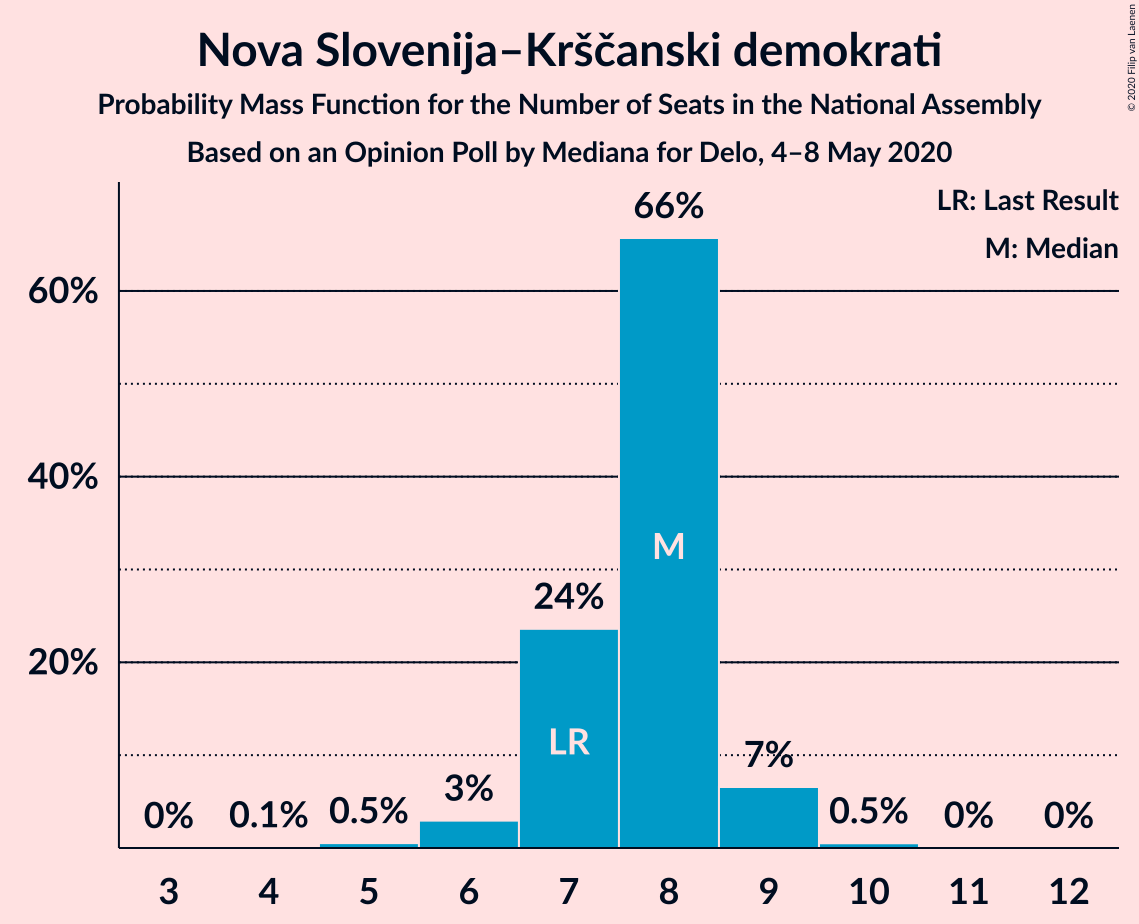 Nova Slovenija–Krščanski demokrati
Probability Mass Function for the Number of Seats in the National Assembly
Based on an Opinion Poll by Mediana for Delo, 4–8 May 2020
© 2020 Filip van Laenen
LR: Last Result
M: Median
60%
40%
20%
0%
0.1%
0.5%
3%
24%
66%
7%
0.5%
0%
0%
LR
M
3 4 5 6 7 8 9 10 11 12